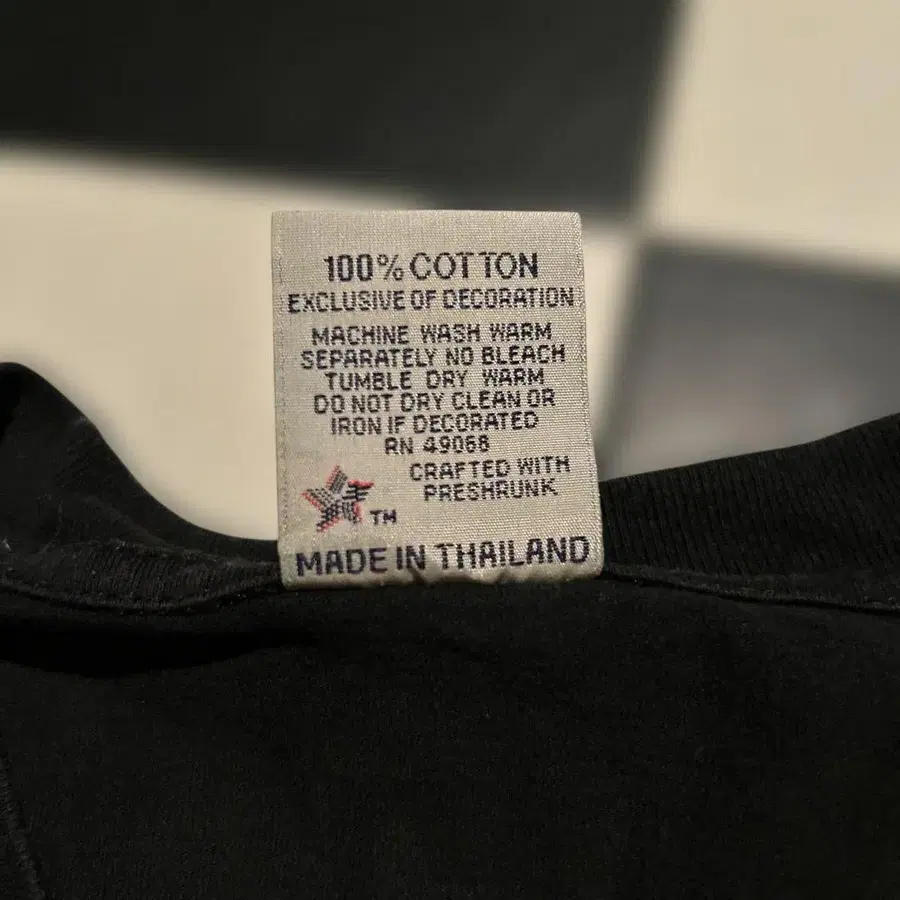 100% COTTON
EXCLUSIVE OF DECORATION
MACHINE WASH WARM
SEPARATELY NO BLEACH
TUMBLE DRY WARM
DO NOT DRY CLEAN OR
IRON IF DECORATED
RN 49068
CRAFTED WITH
PRESHRUNK
TM
MADE IN THAILAND